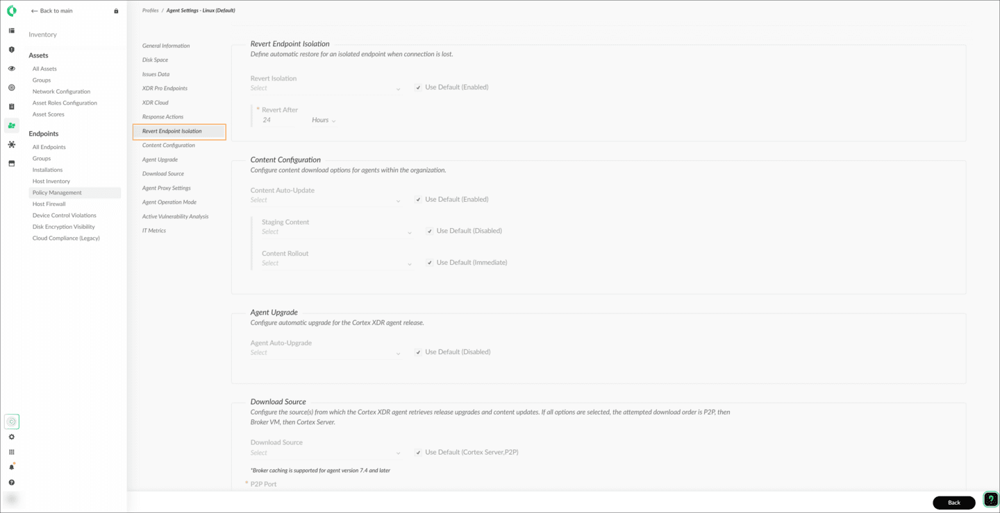 Back to main
Inventory
Assets
All Assets
Groups
Network Configuration
Asset Roles Configuration
Asset Scores
Endpoints
All Endpoints
Groups
Installations
Host Inventory
Policy Management
Host Firewall
Device Control Violations
Disk Encryption Visibility
Cloud Compliance (Legacy)
Profiles / Agent Settings - Linux (Default)
General Information
Disk Space
Issues Data
XDR Pro Endpoints
XDR Cloud
Response Actions
Revert Endpoint Isolation
Content Configuration
Agent Upgrade
Download Source
Agent Proxy Settings
Agent Operation Mode
Active Vulnerability Analysis
IT Metrics
Revert Endpoint Isolation
Define automatic restore for an isolated endpoint when connection is lost.
Revert Isolation
Select Use Default (Enabled)
* Revert After
24 Hours
Content Configuration
Configure content download options for agents within the organization.
Content Auto-Update
Select Use Default (Enabled)
Staging Content
Select Use Default (Disabled)
Content Rollout
Select Use Default (Immediate)
Agent Upgrade
Configure automatic upgrade for the Cortex XDR agent release.
Agent Auto-Upgrade
Select Use Default (Disabled)
Download Source
Configure the source(s) from which the Cortex XDR agent retrieves release upgrades and content updates. If all options are selected, the attempted download order is P2P, then
Broker VM, then Cortex Server.
Download Source
Select Use Default (Cortex Server,P2P)
*Broker caching is supported for agent version 7.4 and later
* P2P Port
Back